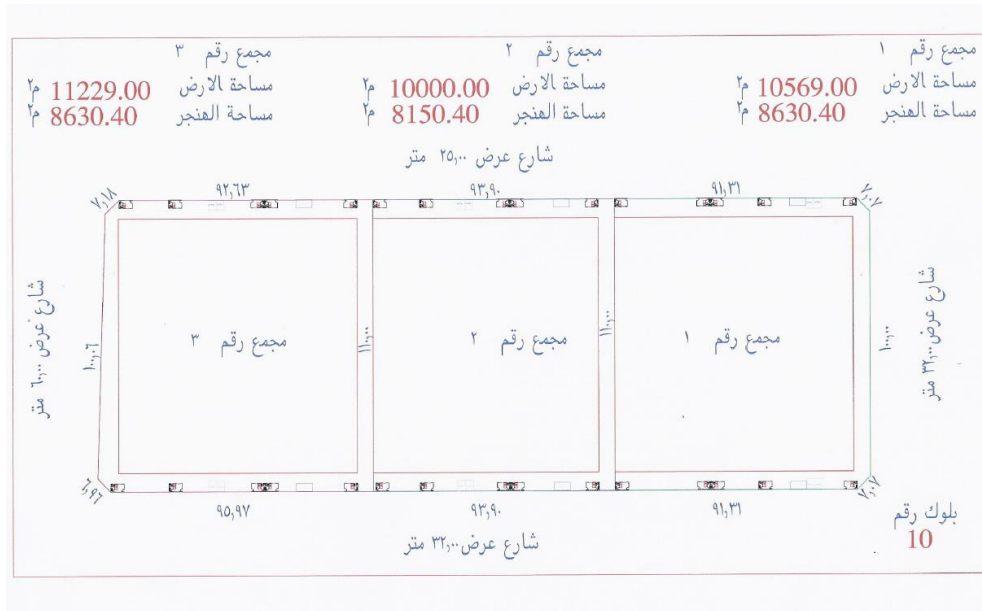 مجمع رقم ١
مساحة الارض 10569.00 م٢
مساحة الهنجر 8630.40 م٢
مجمع رقم ٢
مساحة الارض 10000.00 م٢
مساحة الهنجر 8150.40 م٢
مجمع رقم ٣
مساحة الارض 11229.00 م٢
مساحة الهنجر 8630.40 م٢
شارع عرض ٢٥,٠٠ متر
٧,٠٧
٩١,٣١
٩٣,٩٠
٩٢,٦٣
٧,١٨
شارع عرض ٣٢,٠٠ متر
١٠٠,٠٠
مجمع رقم ١
١١٠,٠٠
مجمع رقم ٢
١١٠,٠٠
مجمع رقم ٣
١٠٠,٠٦
شارع عرض ٦٠,٠٠ متر
٧,٠٧
٩١,٣١
٩٣,٩٠
٩٥,٩٧
٦,٩٦
شارع عرض ٣٢,٠٠ متر
بلوك رقم
10